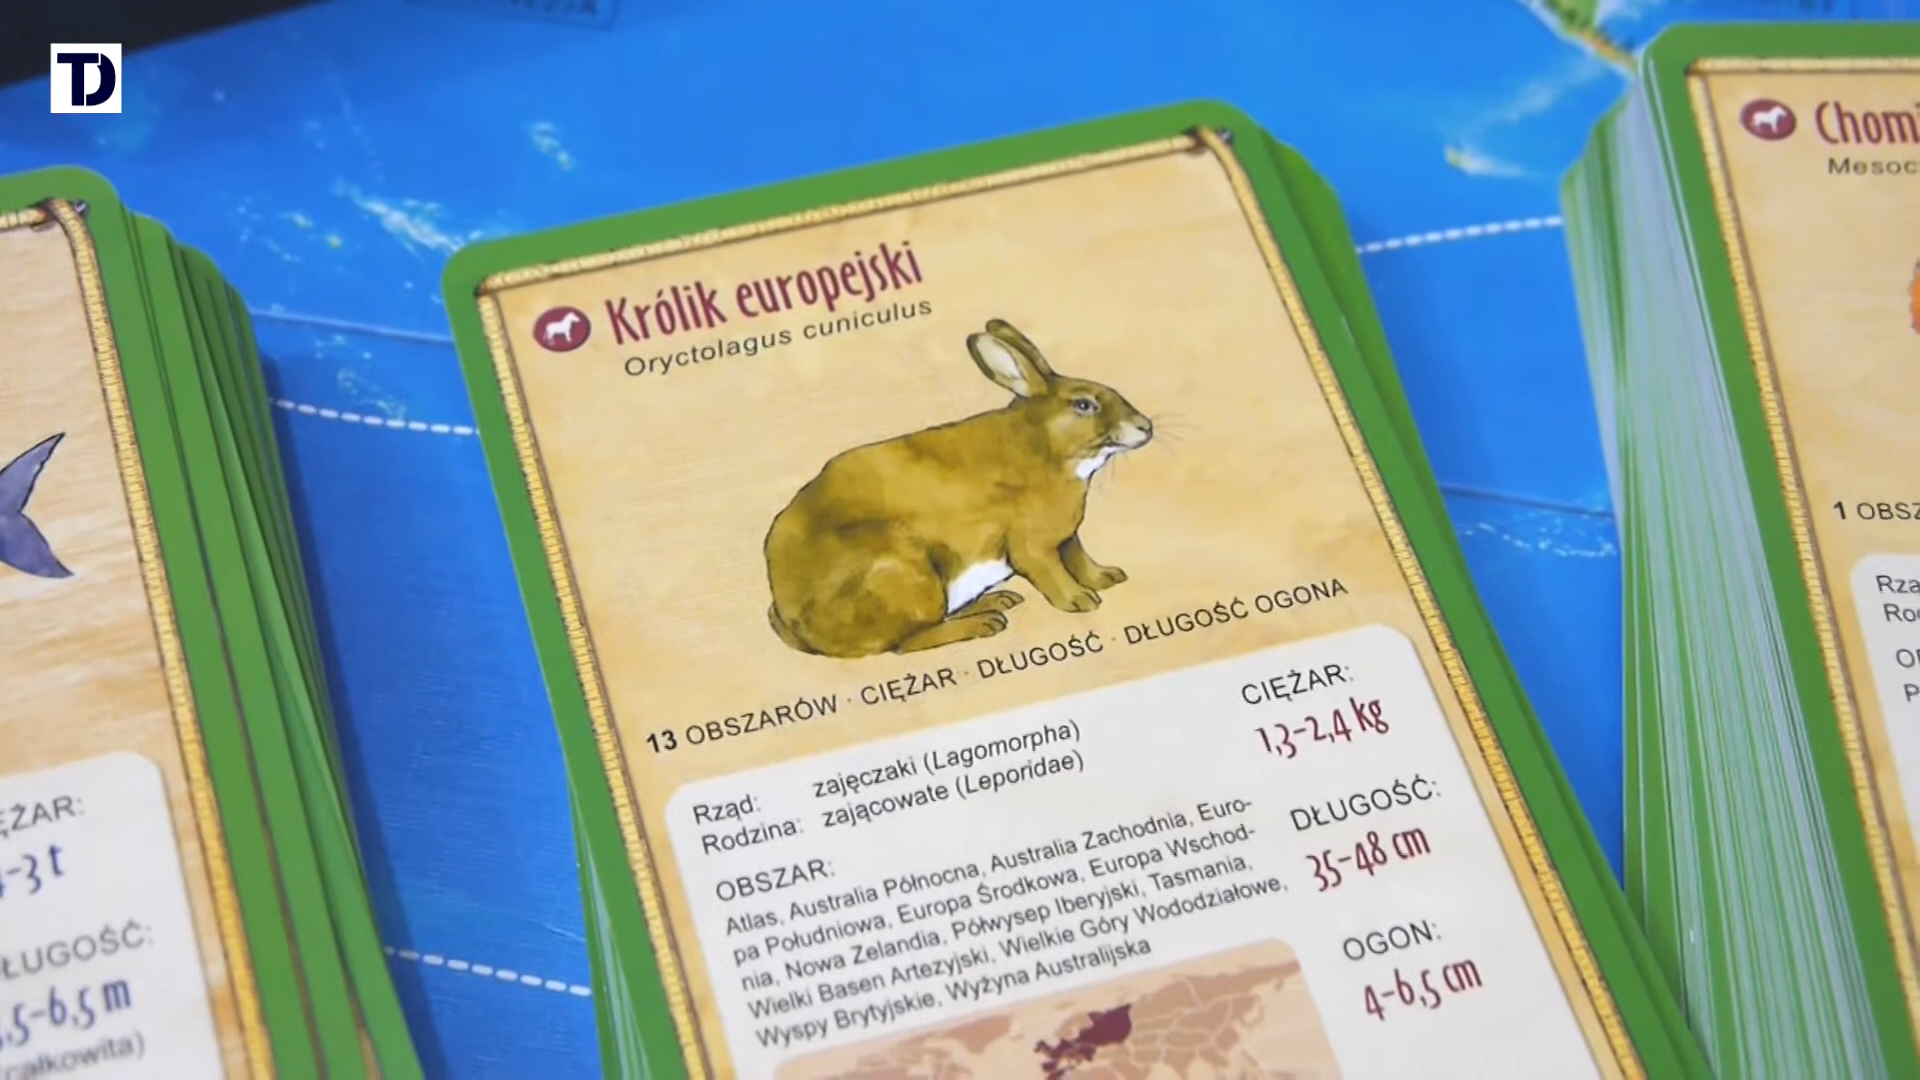 TD
Królik europejski
Oryctolagus cuniculus
13 OBSZARÓW · CIĘŻAR · DŁUGOŚĆ · DŁUGOŚĆ OGONA
Rząd: zajęczaki (Lagomorpha)
Rodzina: zającowate (Leporidae)
OBSZAR:
Atlas, Australia Północna, Australia Zachodnia, Euro-
pa Południowa, Europa Środkowa, Europa Wschod-
nia, Nowa Zelandia, Półwysep Iberyjski, Tasmania,
Wielki Basen Artezyjski, Wielkie Góry Wododziałowe,
Wyspy Brytyjskie, Wyżyna Australijska
CIĘŻAR:
1,3-2,4 kg
DŁUGOŚĆ:
35-48 cm
OGON:
4-6,5 cm
ĘŻAR:
-3 t
ŁUGOŚĆ:
,5-6,5 m
całkowita)
Chomi
Mesoc
1 OBSZ
Rzą
Ro